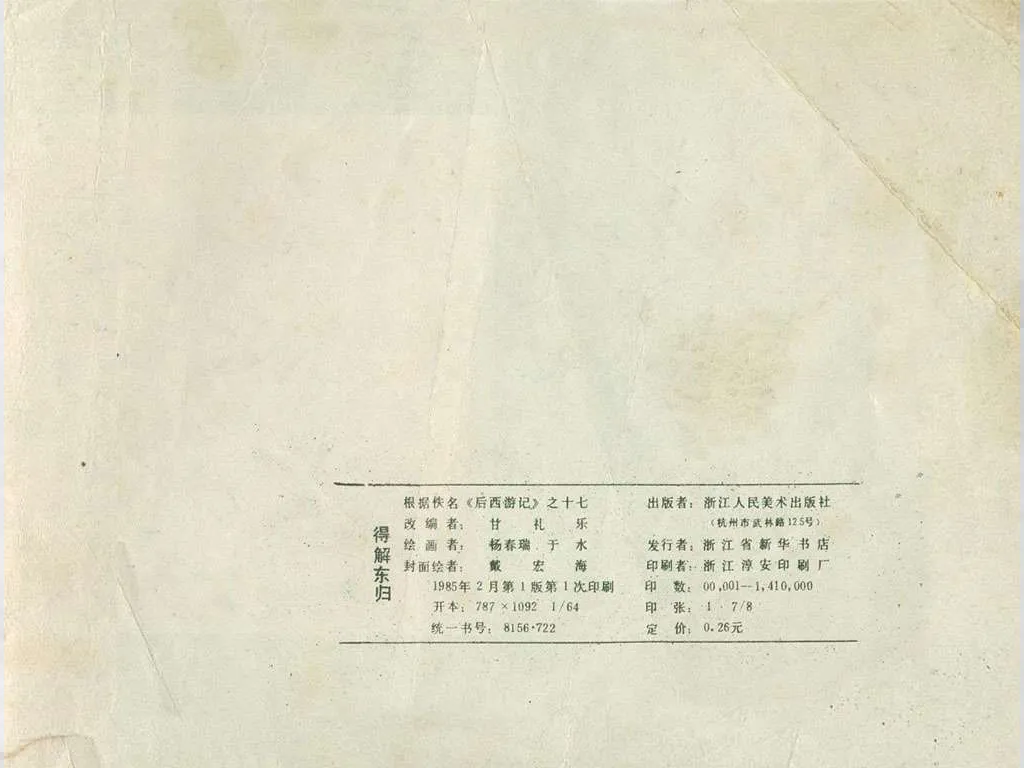 得解东归
根据佚名《后西游记》之十七
改编者：甘礼乐
绘画者：杨春瑞 于水
封面绘者：戴宏海
1985年2月第1版第1次印刷
开本：787×1092 1/64
统一书号：8156·722
出版者：浙江人民美术出版社
（杭州市武林路125号）
发行者：浙江省新华书店
印刷者：浙江淳安印刷厂
印数：00,001—1,410,000
印张：1·7/8
定价：0.26元